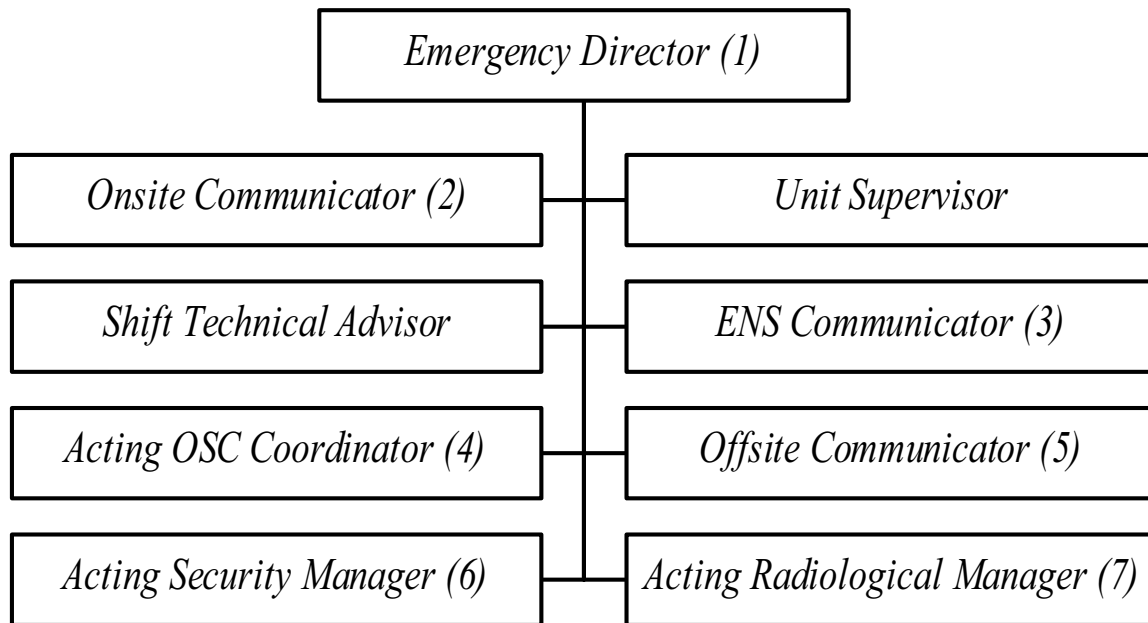 Emergency Director (1)
Onsite Communicator (2)
Unit Supervisor
Shift Technical Advisor
ENS Communicator (3)
Acting OSC Coordinator (4)
Offsite Communicator (5)
Acting Security Manager (6)
Acting Radiological Manager (7)